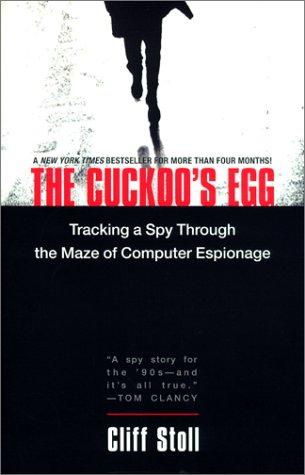 A NEW YORK TIMES BESTSELLER FOR MORE THAN FOUR MONTHS!
THE CUCKOO'S EGG
Tracking a Spy Through
the Maze of Computer Espionage
"A spy story for
the '90s—and
it's all true."
—TOM CLANCY
Cliff Stoll